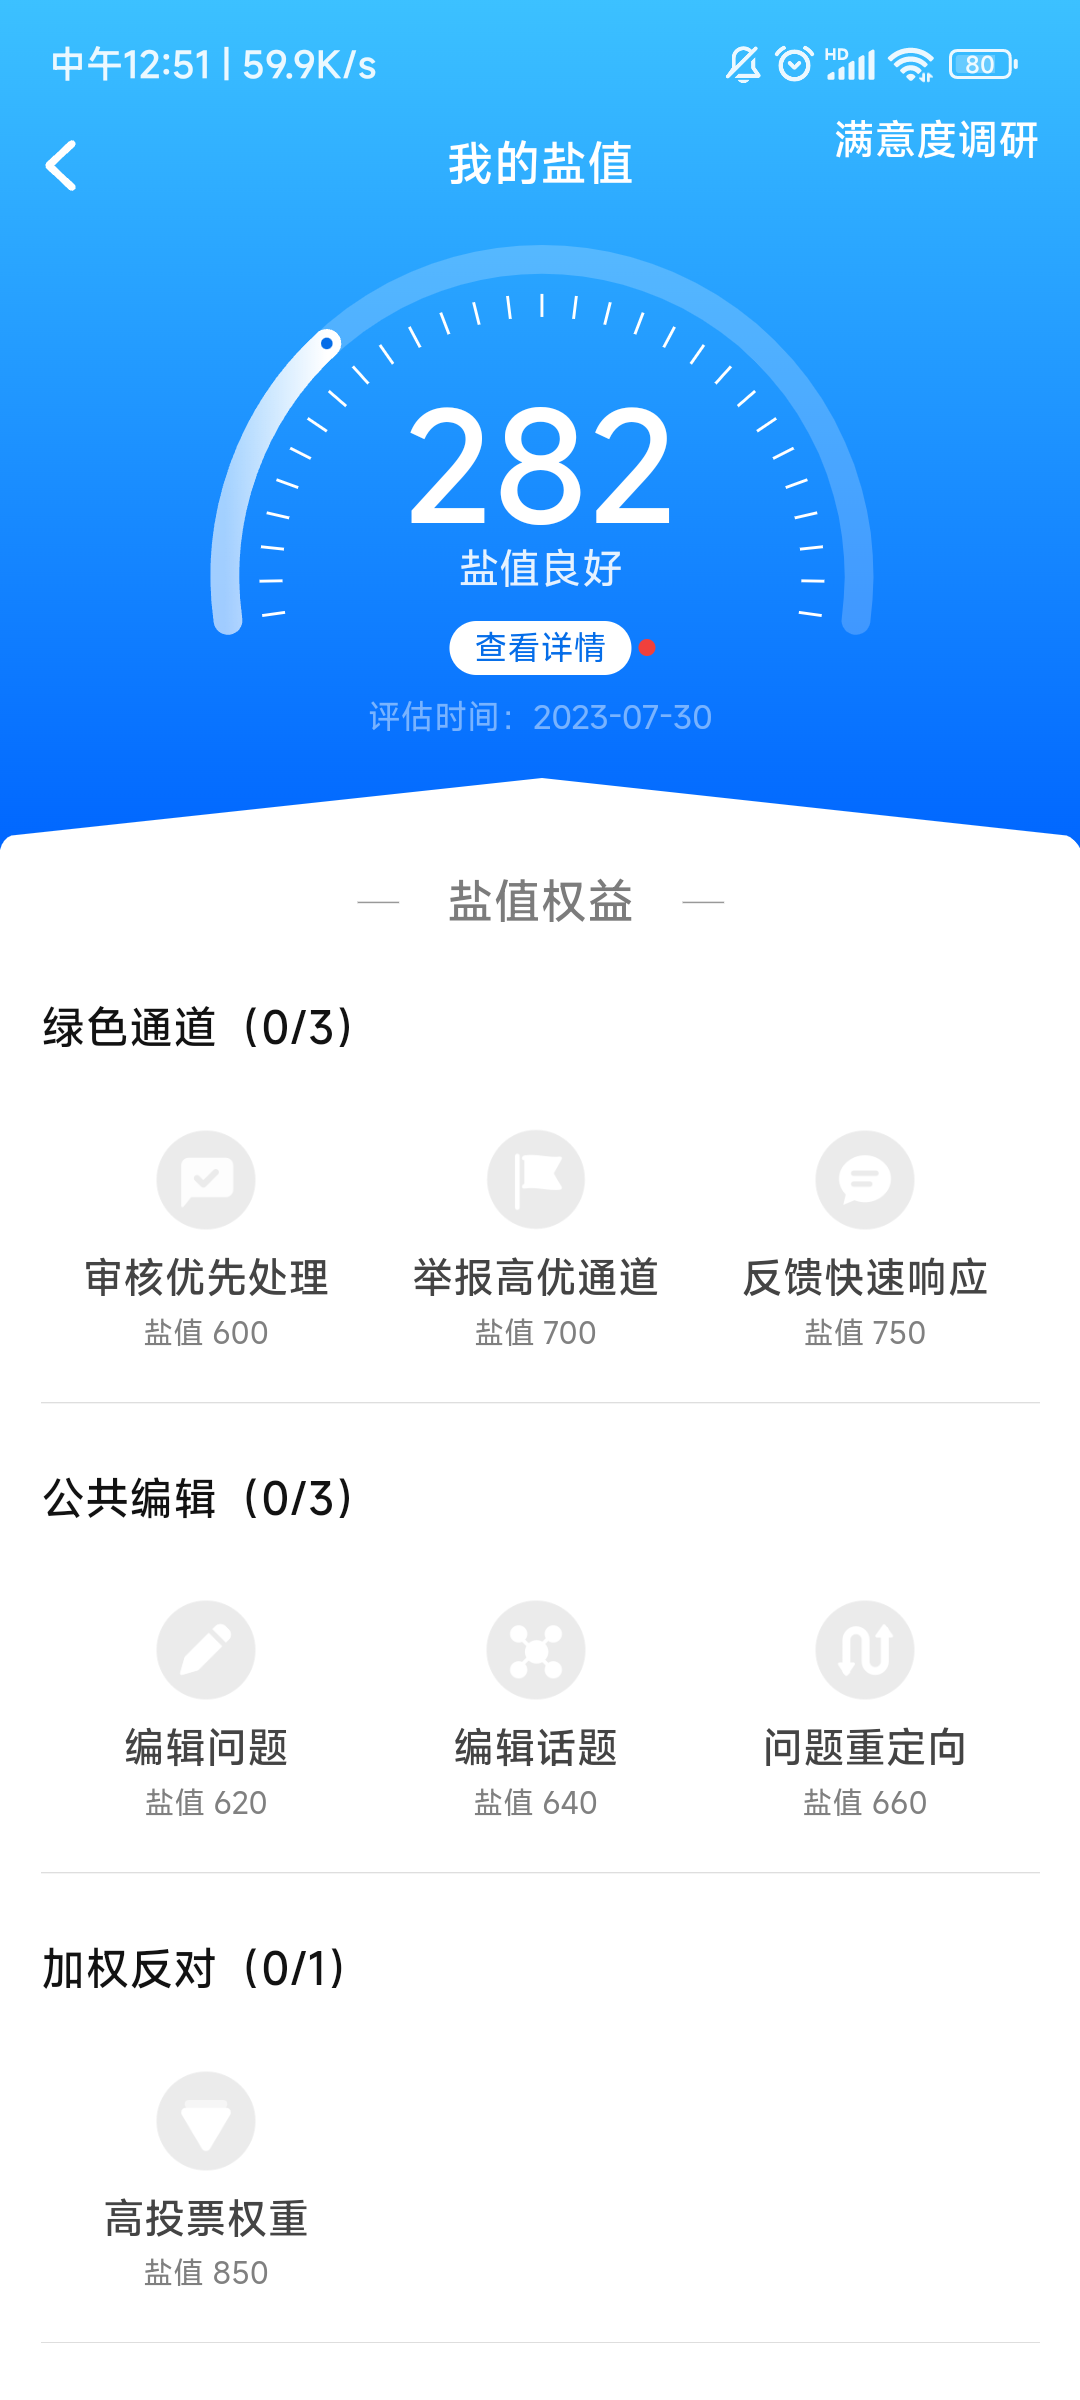 中午12:51 | 59.9K/s
HD
80
满意度调研
我的盐值
282
盐值良好
查看详情
评估时间：2023-07-30
盐值权益
绿色通道（0/3）
审核优先处理 举报高优通道 反馈快速响应
盐值 600 盐值 700 盐值 750
公共编辑（0/3）
编辑问题 编辑话题 问题重定向
盐值 620 盐值 640 盐值 660
加权反对（0/1）
高投票权重
盐值 850